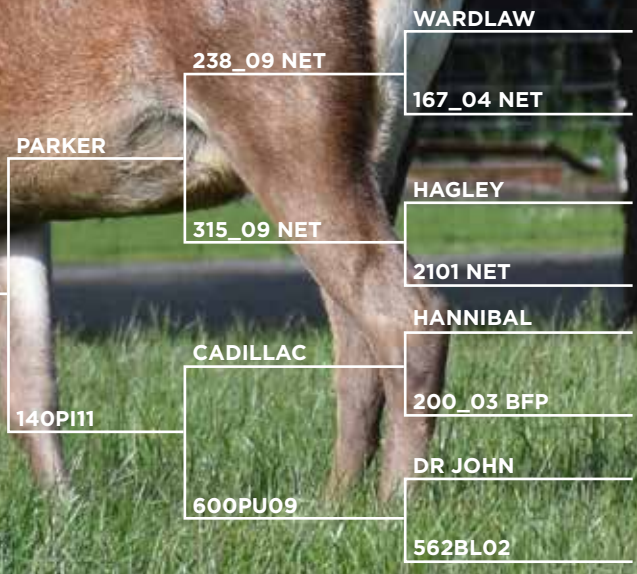 WARDLAW
238_09 NET
167_04 NET
PARKER
HAGLEY
315_09 NET
2101 NET
HANNIBAL
CADILLAC
200_03 BFP
140PI11
DR JOHN
600PU09
562BL02